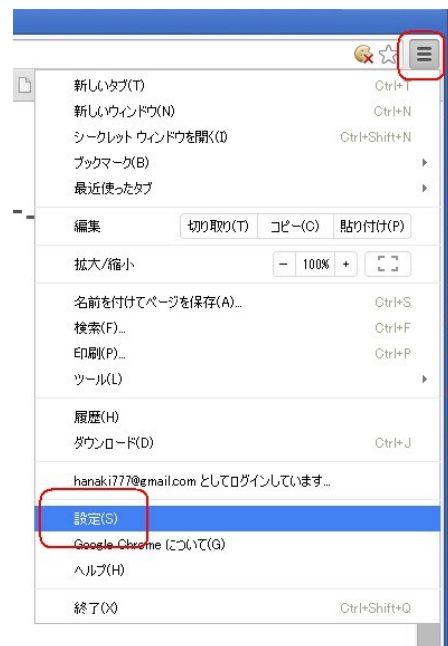 新しいタブ(T) Ctrl+T
新しいウィンドウ(N) Ctrl+N
シークレット ウィンドウを開く(I) Ctrl+Shift+N
ブックマーク(B)
最近使ったタブ
編集 切り取り(T) コピー(C) 貼り付け(P)
拡大/縮小 − 100% +
名前を付けてページを保存(A)... Ctrl+S
検索(F)... Ctrl+F
印刷(P)... Ctrl+P
ツール(L)
履歴(H)
ダウンロード(D) Ctrl+J
hanaki777@gmail.com としてログインしています...
設定(S)
Google Chrome について(G)
ヘルプ(H)
終了(X) Ctrl+Shift+Q